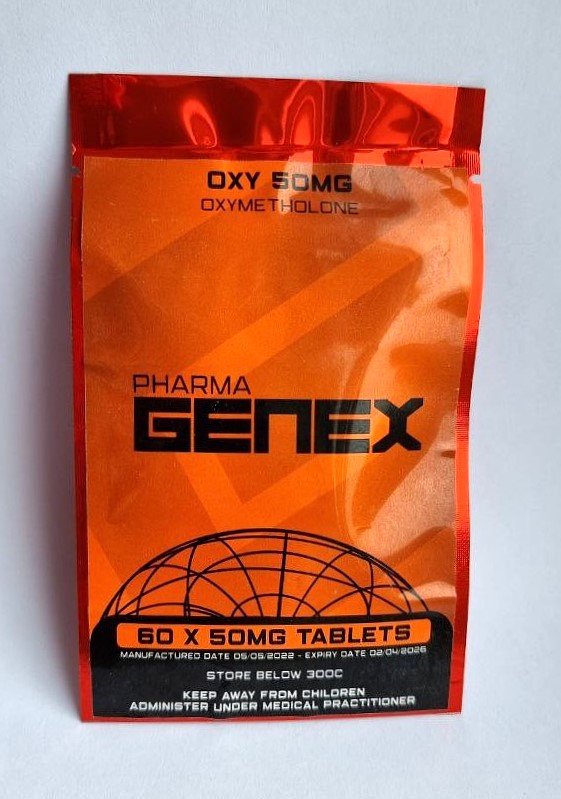 OXY 50MG
OXYMETHOLONE
PHARMA
GENEX
60 X 50MG TABLETS
MANUFACTURED DATE 05/05/2022 - EXPIRY DATE 02/04/2026
STORE BELOW 300C
KEEP AWAY FROM CHILDREN
ADMINISTER UNDER MEDICAL PRACTITIONER